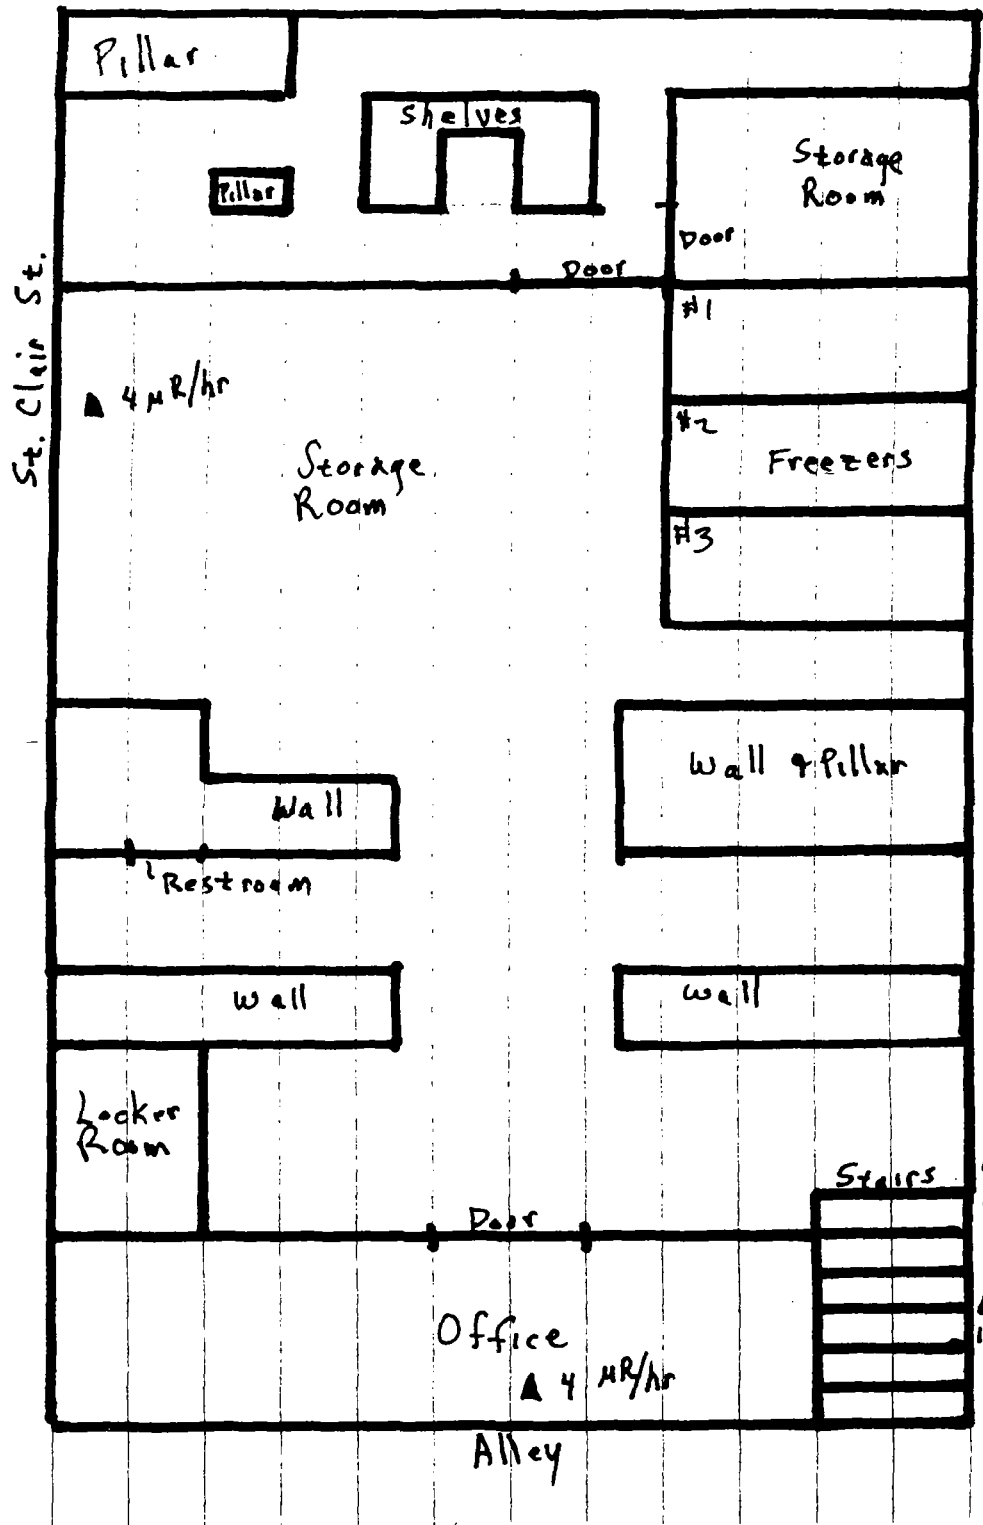 Pillar
Shelves
Storage
Room
Pillar
Door
Door
St. Clair St.
#1
4 µR/hr
#2
Freezers
Storage
Room
#3
Wall & Pillar
Wall
Restroom
Wall
Wall
Locker
Room
Stairs
Door
Office
4 µR/hr
Alley